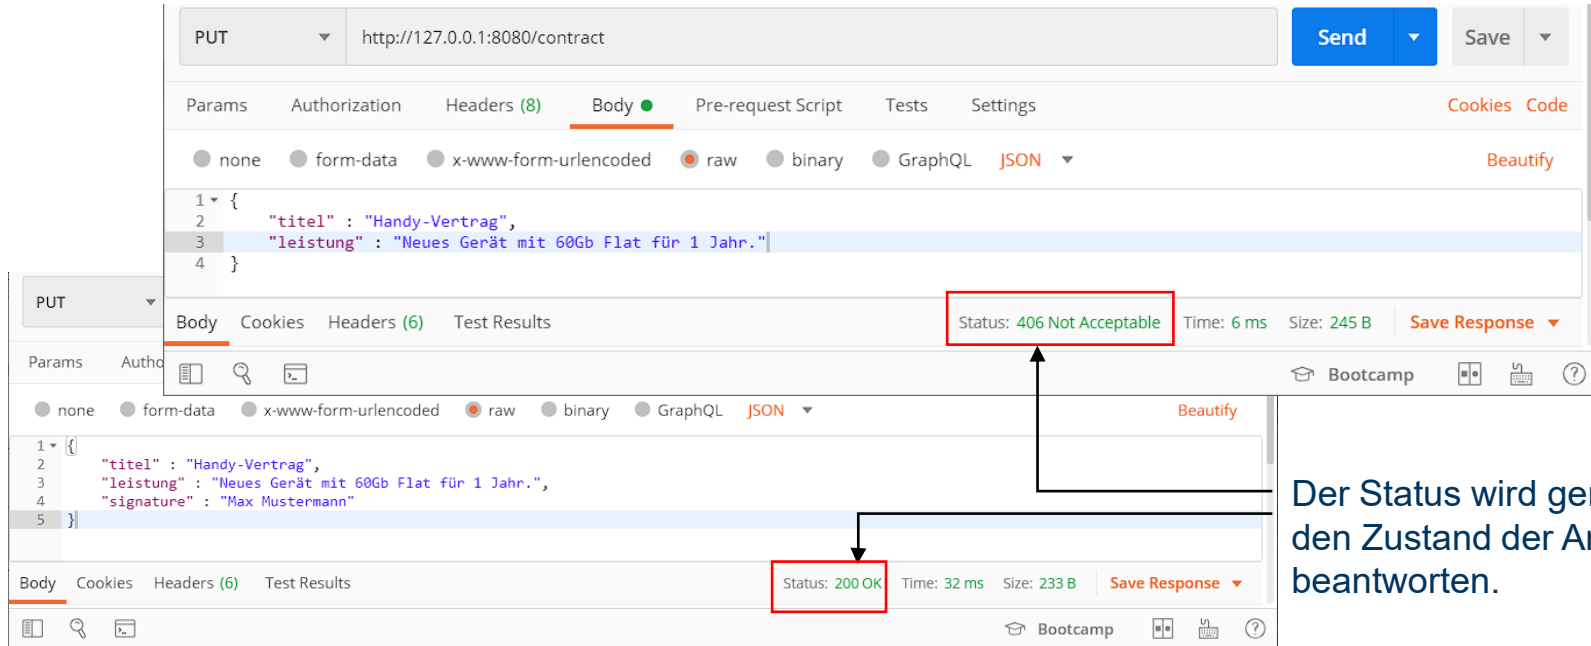 PUT http://127.0.0.1:8080/contract Send Save
Params Authorization Headers (8) Body Pre-request Script Tests Settings Cookies Code
none form-data x-www-form-urlencoded raw binary GraphQL JSON Beautify
1 {
2 "titel" : "Handy-Vertrag",
3 "leistung" : "Neues Gerät mit 60Gb Flat für 1 Jahr."
4 }
Body Cookies Headers (6) Test Results Status: 406 Not Acceptable Time: 6 ms Size: 245 B Save Response
Bootcamp
PUT
Params
none form-data x-www-form-urlencoded raw binary GraphQL JSON Beautify
1 {
2 "titel" : "Handy-Vertrag",
3 "leistung" : "Neues Gerät mit 60Gb Flat für 1 Jahr.",
4 "signature" : "Max Mustermann"
5 }
Body Cookies Headers (6) Test Results Status: 200 OK Time: 32 ms Size: 233 B Save Response
Bootcamp
Der Status wird
den Zustand der
beantworten.